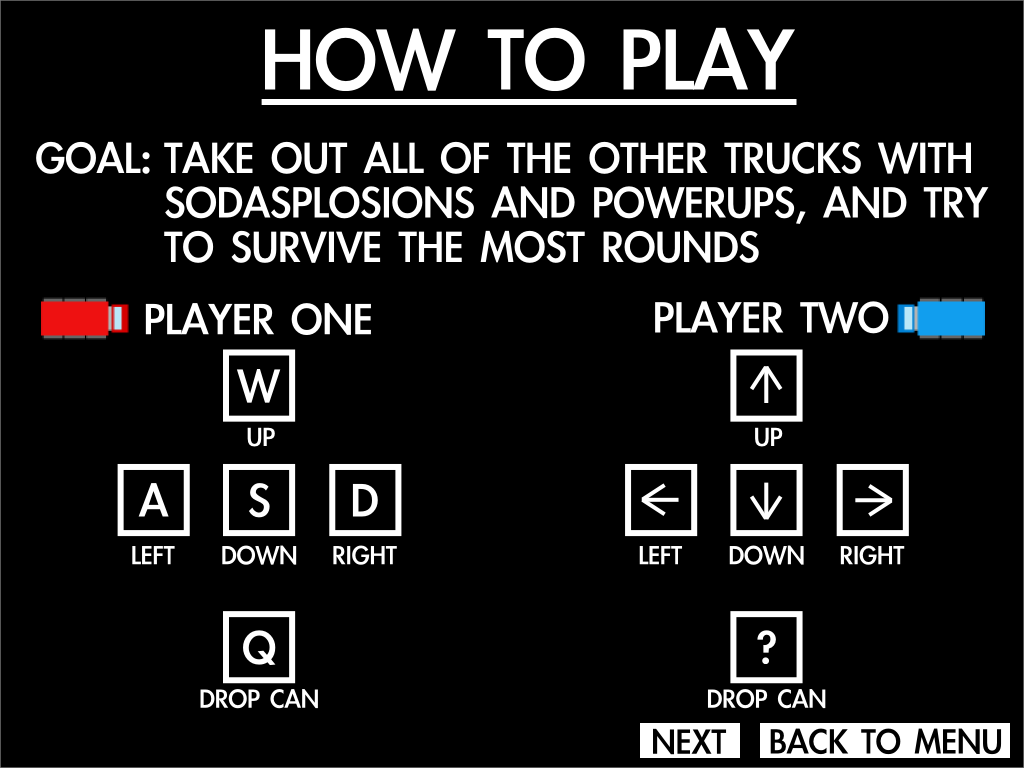 HOW TO PLAY
GOAL: TAKE OUT ALL OF THE OTHER TRUCKS WITH
SODASPLOSIONS AND POWERUPS, AND TRY
TO SURVIVE THE MOST ROUNDS
PLAYER ONE
W
UP
A S D
LEFT DOWN RIGHT
Q
DROP CAN
PLAYER TWO
↑
UP
← ↓ →
LEFT DOWN RIGHT
?
DROP CAN
NEXT BACK TO MENU